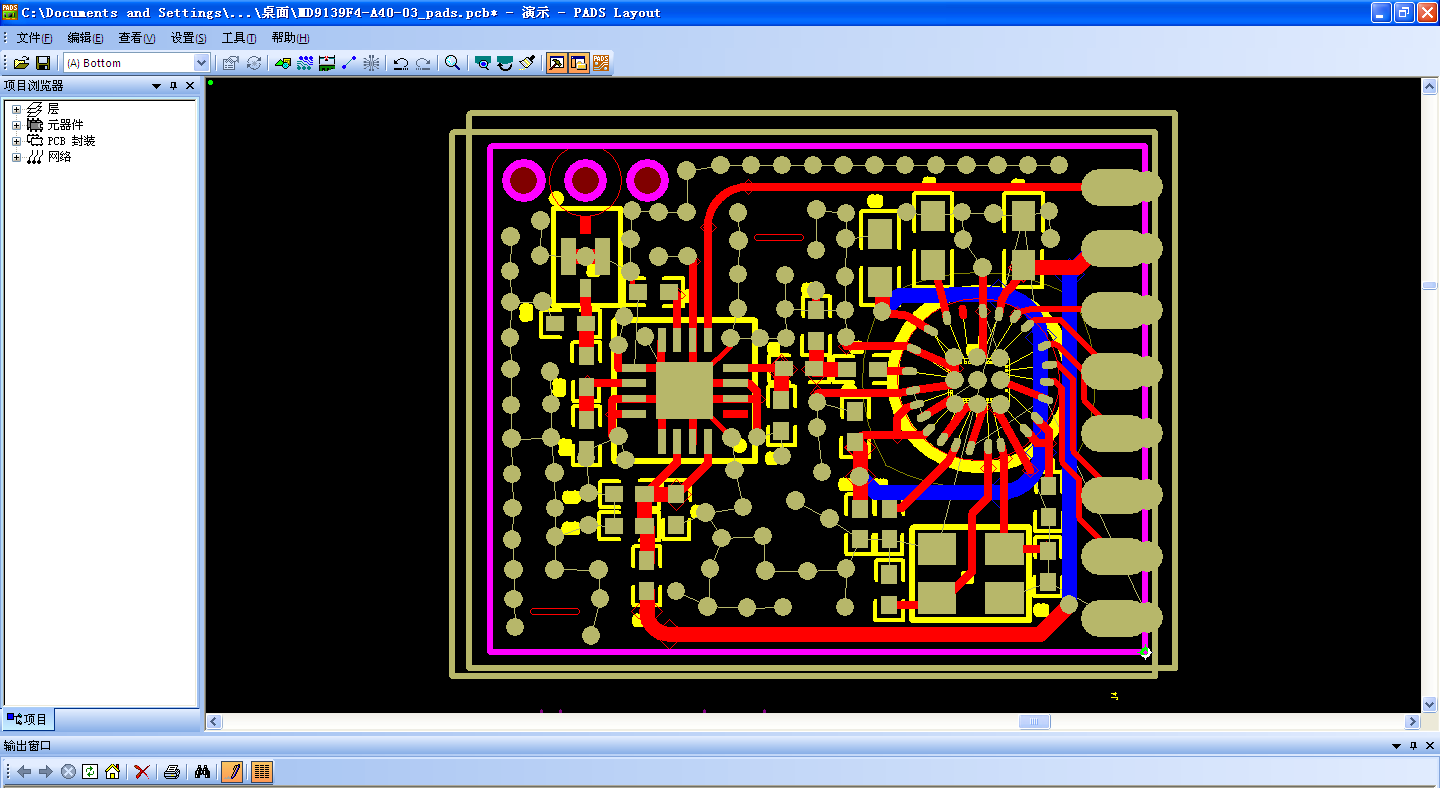 C:\Documents and Settings\...\桌面\MD9139F4-A40-03_pads.pcb* - 演示 - PADS Layout
文件(F) 编辑(E) 查看(V) 设置(S) 工具(T) 帮助(H)
(A) Bottom
PADS
项目浏览器
层
元器件
PCB 封装
网络
项目
输出窗口